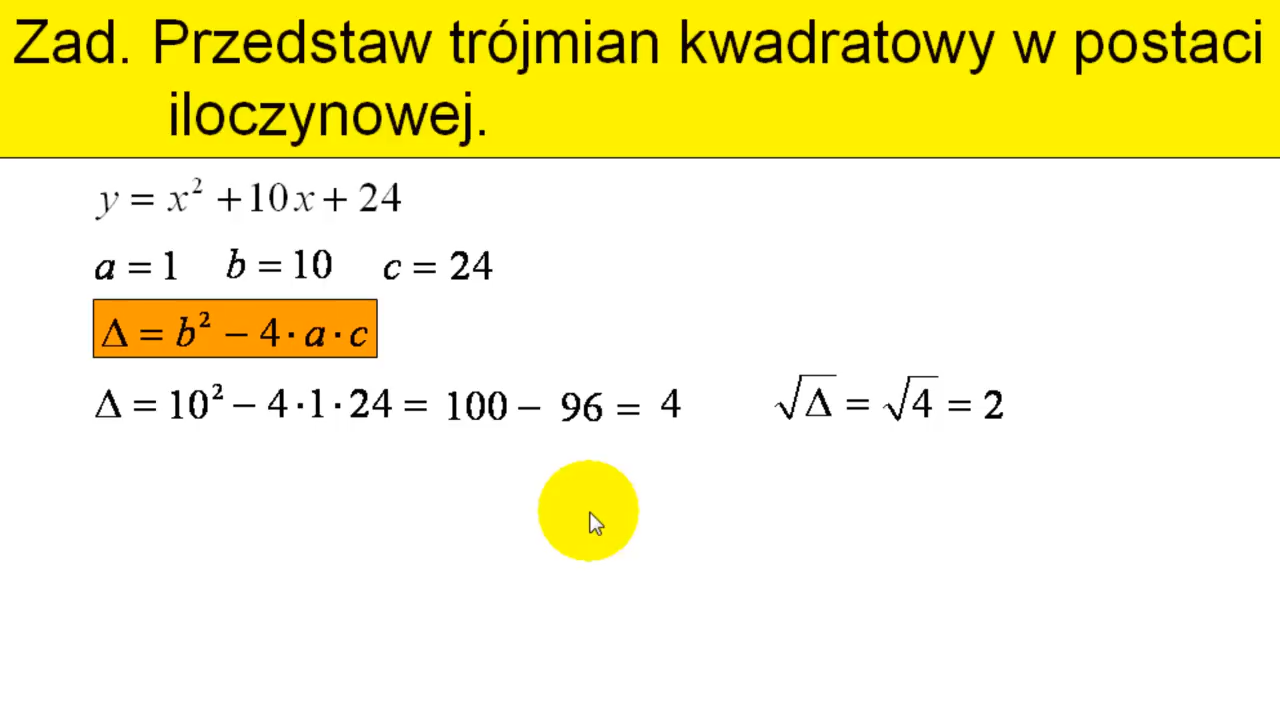 Zad. Przedstaw trójmian kwadratowy w postaci
iloczynowej.
y = x² + 10x + 24
a = 1 b = 10 c = 24
Δ = b² − 4·a·c
Δ = 10² − 4·1·24 = 100 − 96 = 4 √Δ = √4 = 2